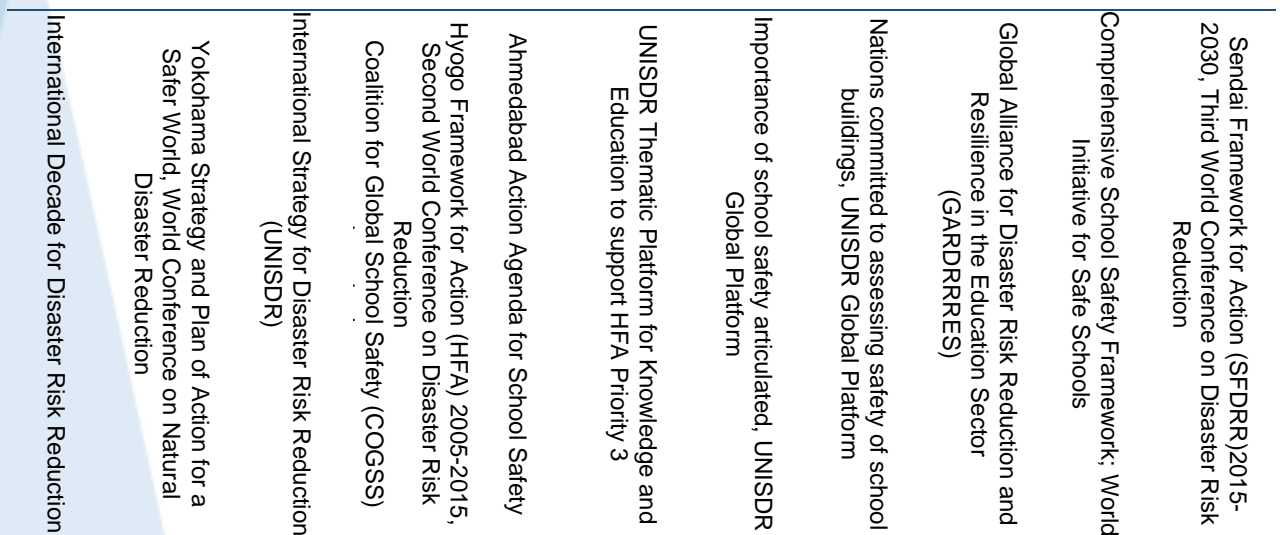 Sendai Framework for Action (SFDRR)2015-
2030, Third World Conference on Disaster Risk
Reduction
Comprehensive School Safety Framework; World
Initiative for Safe Schools
Global Alliance for Disaster Risk Reduction and
Resilience in the Education Sector
(GARDRRRES)
Nations committed to assessing safety of school
buildings, UNISDR Global Platform
Importance of school safety articulated, UNISDR
Global Platform
UNISDR Thematic Platform for Knowledge and
Education to support HFA Priority 3
Ahmedabad Action Agenda for School Safety
Hyogo Framework for Action (HFA) 2005-2015,
Second World Conference on Disaster Risk
Reduction
Coalition for Global School Safety (COGSS)
International Strategy for Disaster Risk Reduction
(UNISDR)
Yokohama Strategy and Plan of Action for a
Safer World, World Conference on Natural
Disaster Reduction
International Decade for Disaster Risk Reduction